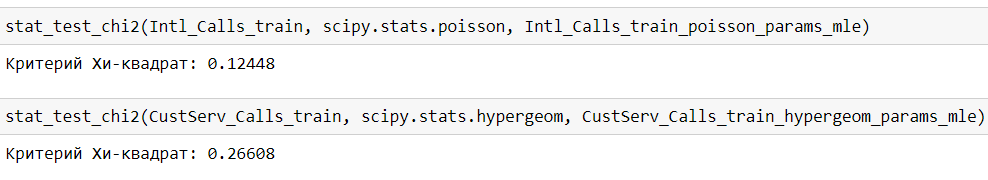 stat_test_chi2(Intl_Calls_train, scipy.stats.poisson, Intl_Calls_train_poisson_params_mle)
Критерий Хи-квадрат: 0.12448
stat_test_chi2(CustServ_Calls_train, scipy.stats.hypergeom, CustServ_Calls_train_hypergeom_params_mle)
Критерий Хи-квадрат: 0.26608